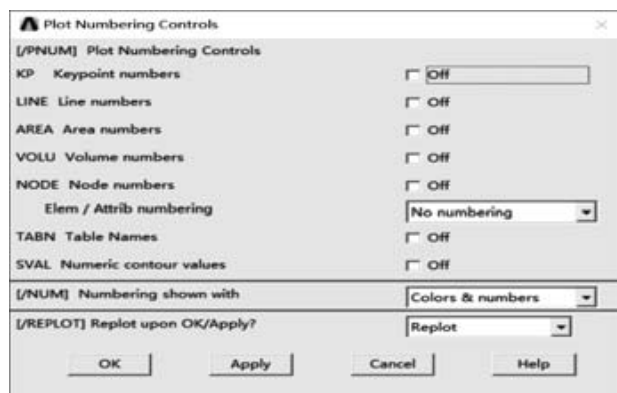 Plot Numbering Controls
[/PNUM] Plot Numbering Controls
KP Keypoint numbers Off
LINE Line numbers Off
AREA Area numbers Off
VOLU Volume numbers Off
NODE Node numbers Off
Elem / Attrib numbering No numbering
TABN Table Names Off
SVAL Numeric contour values Off
[/NUM] Numbering shown with Colors & numbers
[/REPLOT] Replot upon OK/Apply? Replot
OK Apply Cancel Help